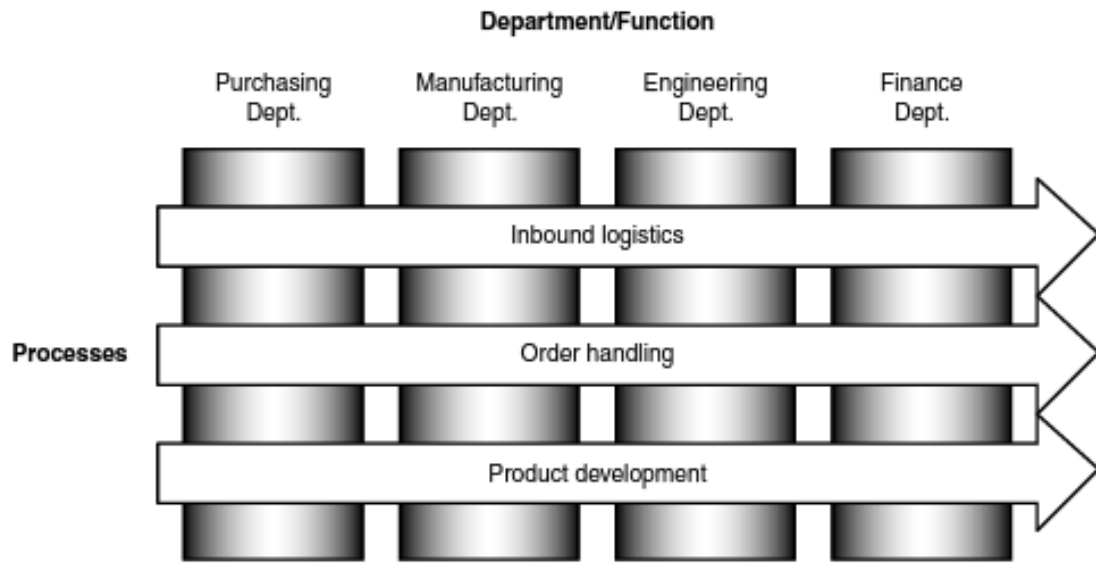 Department/Function
Purchasing
Dept.
Manufacturing
Dept.
Engineering
Dept.
Finance
Dept.
Inbound logistics
Processes
Order handling
Product development